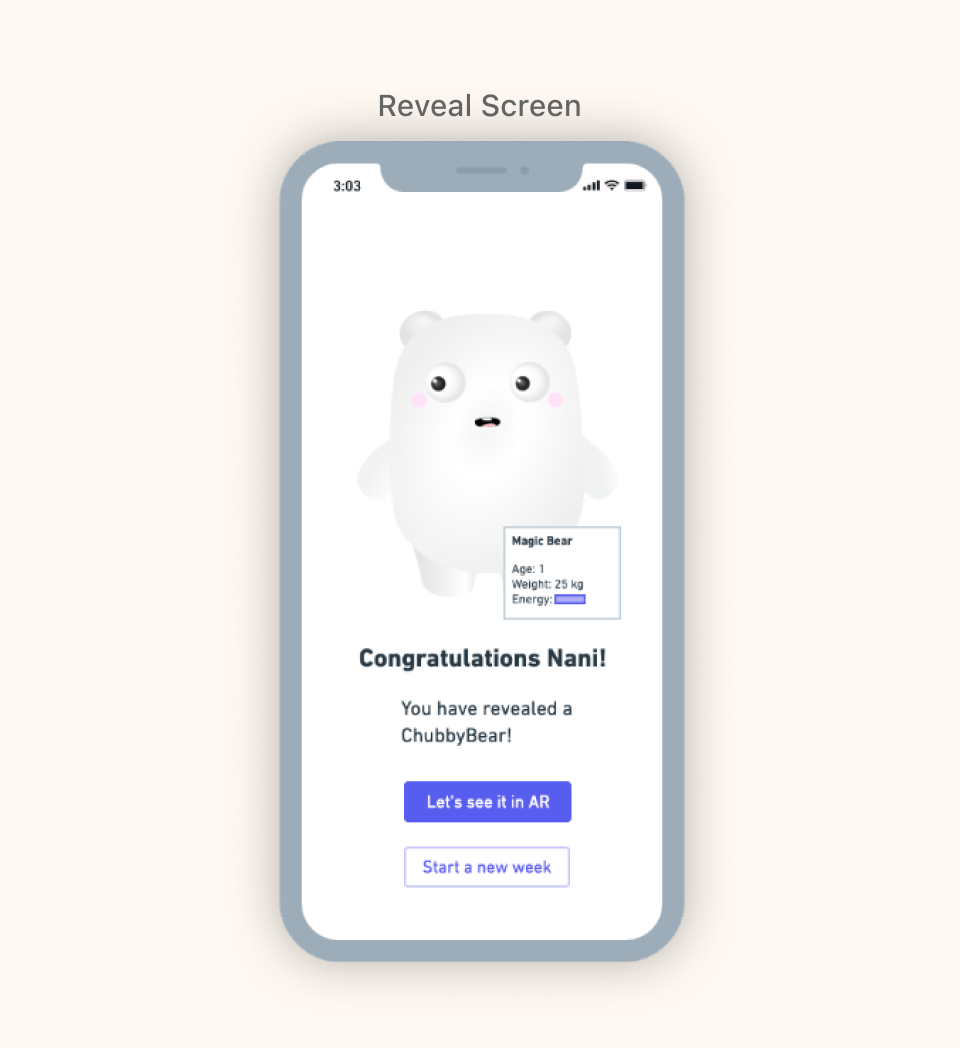 Reveal Screen
3:03
Magic Bear
Age: 1
Weight: 25 kg
Energy:
Congratulations Nani!
You have revealed a
ChubbyBear!
Let's see it in AR
Start a new week